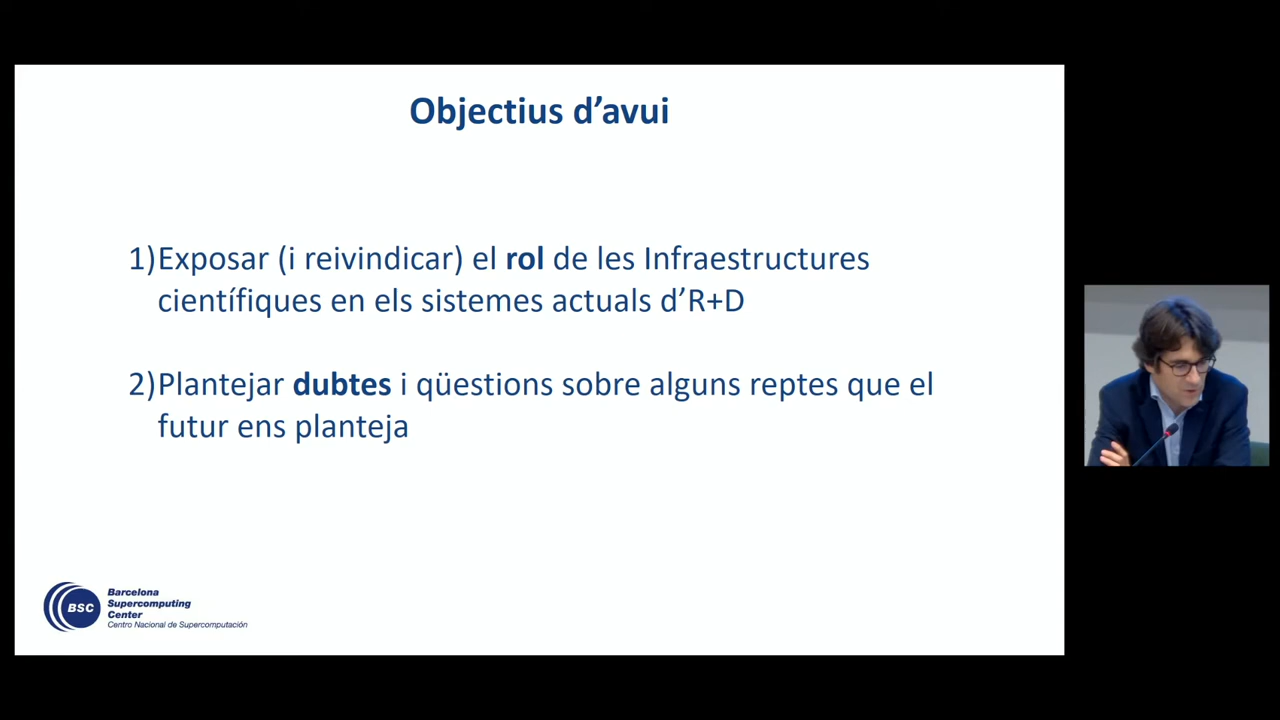 Objectius d’avui
1)Exposar (i reivindicar) el rol de les Infraestructures
científiques en els sistemes actuals d’R+D
2)Plantejar dubtes i qüestions sobre alguns reptes que el
futur ens planteja
BSC
Barcelona
Supercomputing
Center
Centro Nacional de Supercomputación